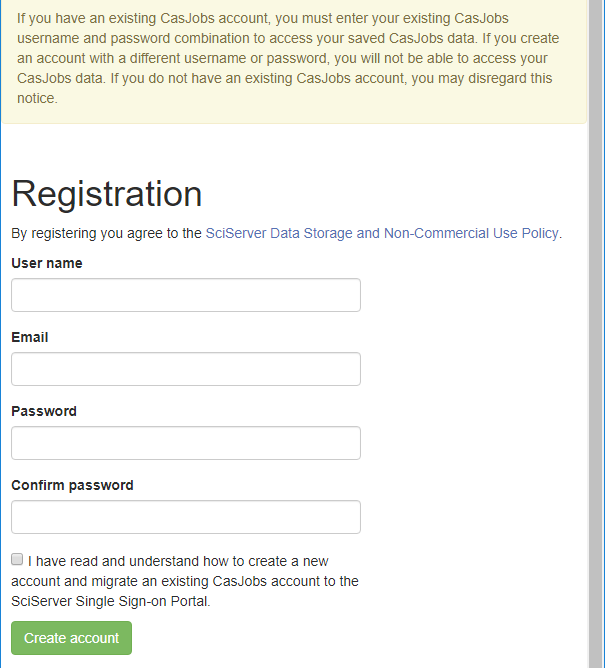 If you have an existing CasJobs account, you must enter your existing CasJobs
username and password combination to access your saved CasJobs data. If you create
an account with a different username or password, you will not be able to access your
CasJobs data. If you do not have an existing CasJobs account, you may disregard this
notice.
Registration
By registering you agree to the SciServer Data Storage and Non-Commercial Use Policy.
User name
Email
Password
Confirm password
I have read and understand how to create a new
account and migrate an existing CasJobs account to the
SciServer Single Sign-on Portal.
Create account